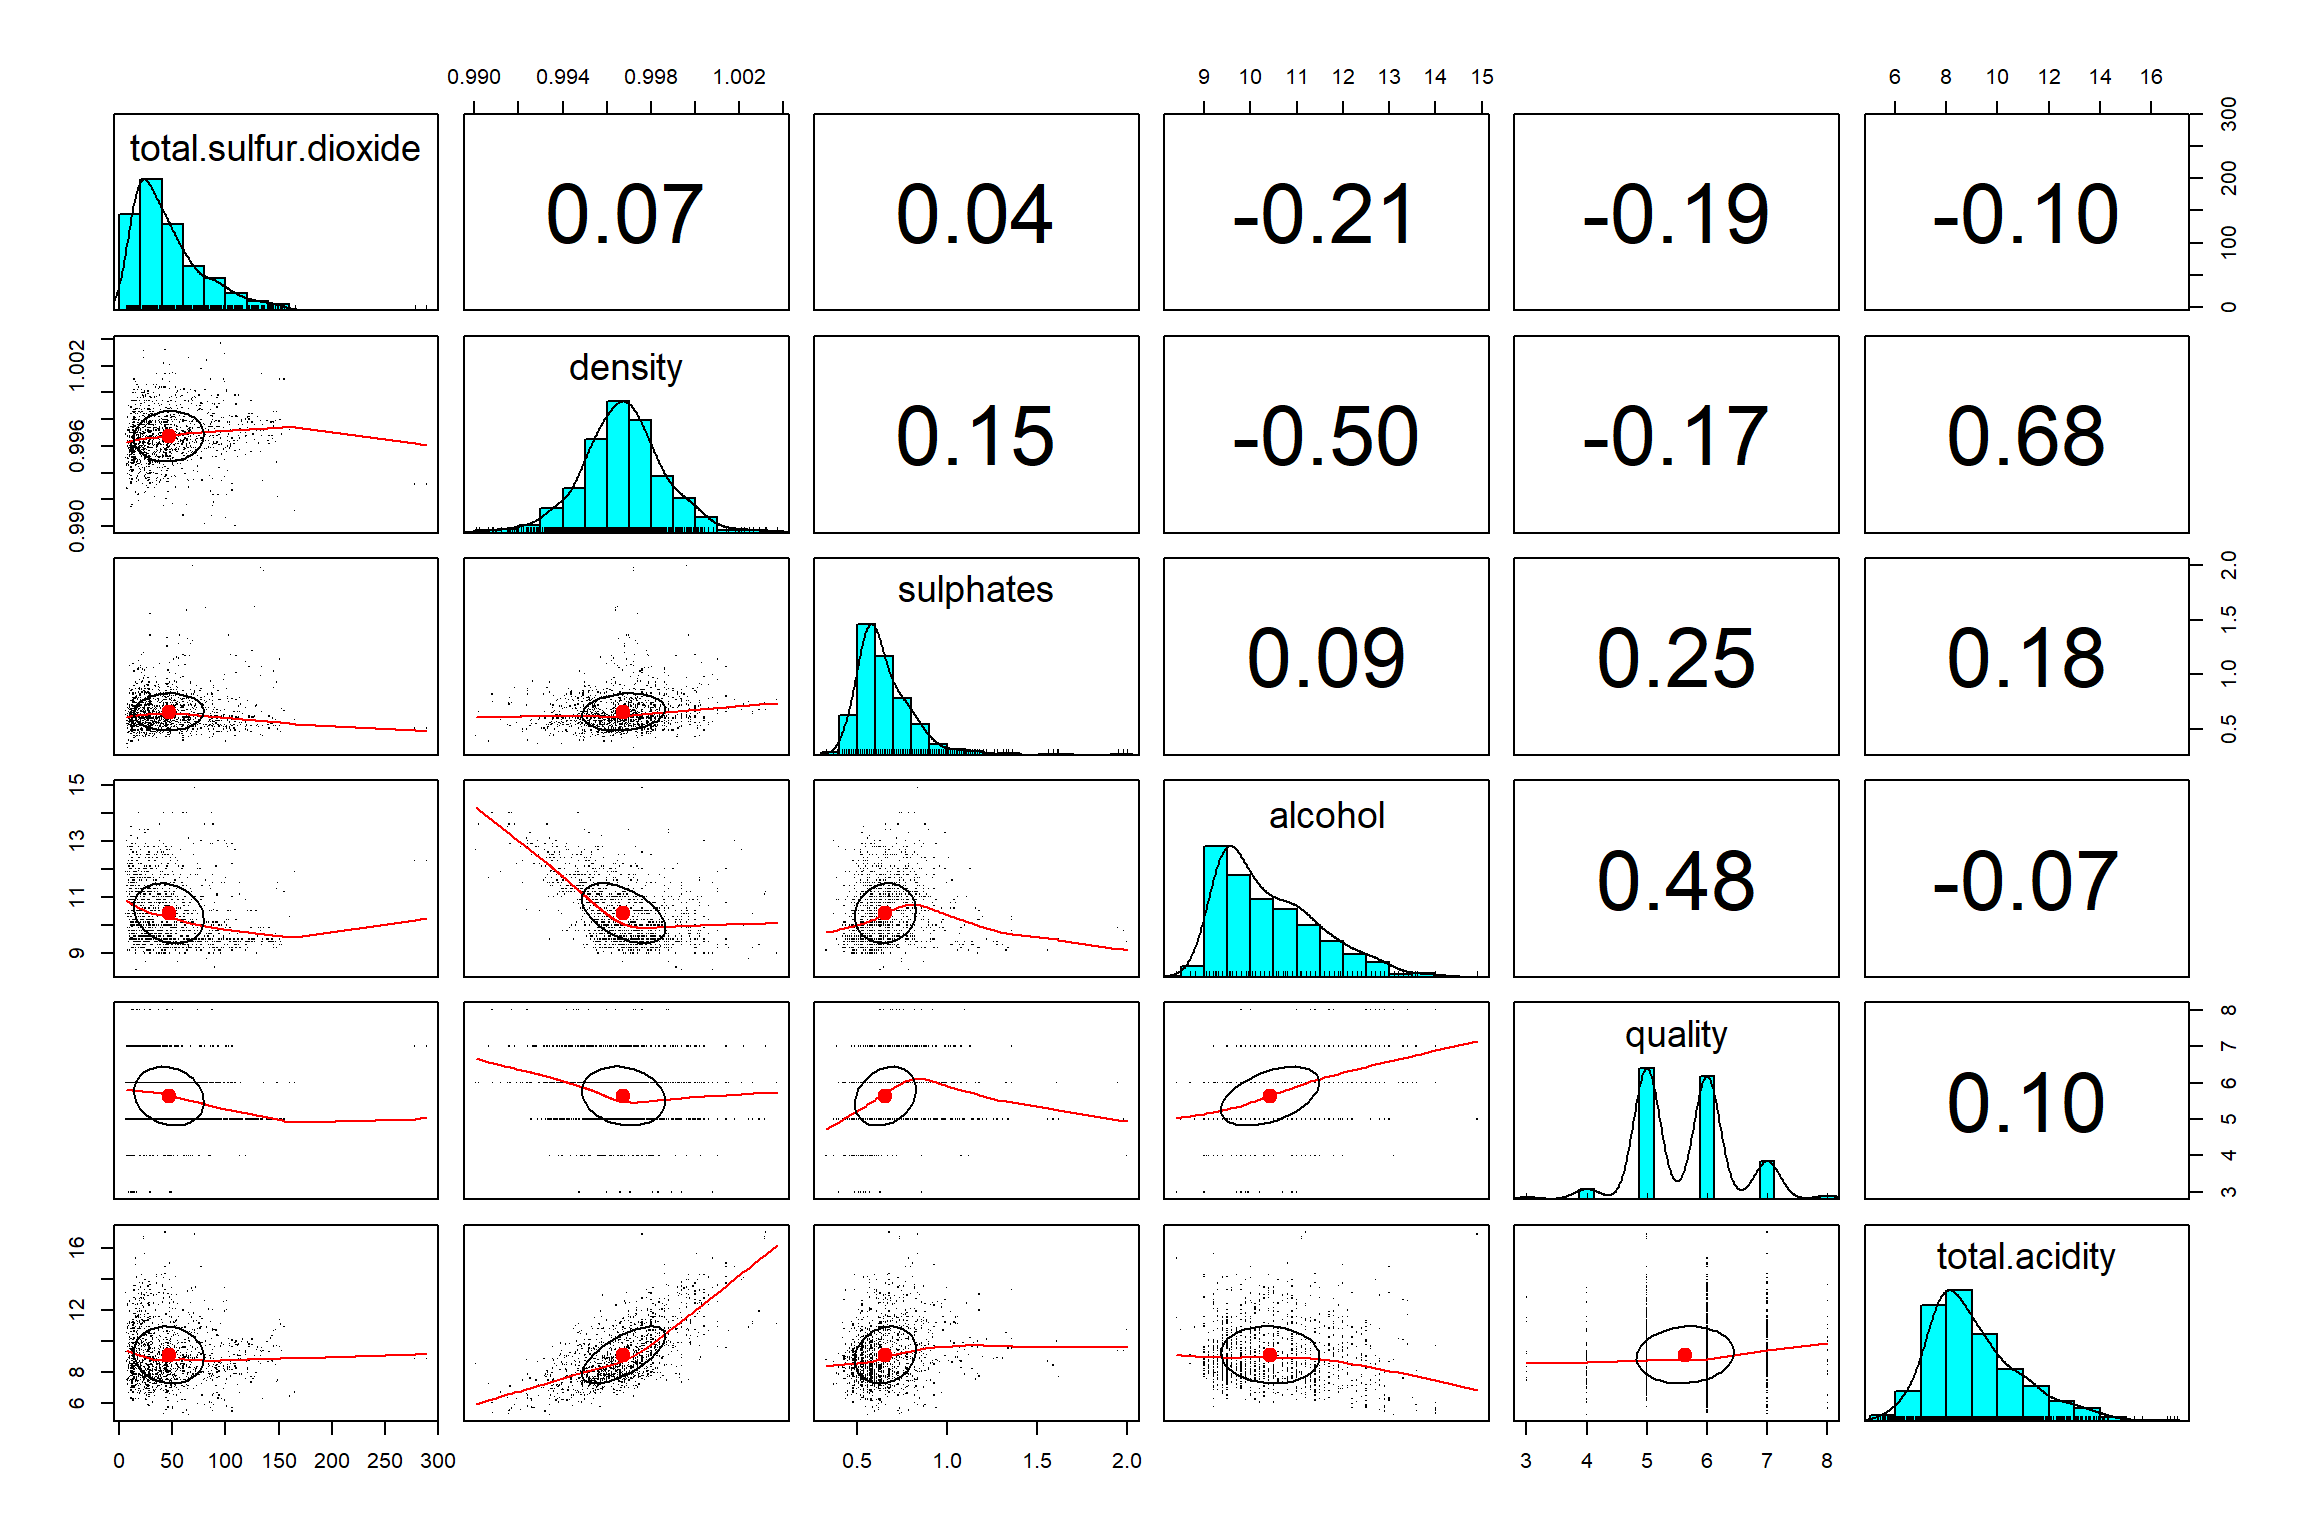 0.990 0.994 0.998 1.002 9 10 11 12 13 14 15 6 8 10 12 14 16
total.sulfur.dioxide 0.07 0.04 -0.21 -0.19 -0.10 0 100 200 300
0.990 0.996 1.002 density 0.15 -0.50 -0.17 0.68
sulphates 0.09 0.25 0.18 0.5 1.0 1.5 2.0
9 11 13 15 alcohol 0.48 -0.07
quality 0.10 3 4 5 6 7 8
6 8 12 16 total.acidity
0 50 100 150 200 250 300 0.5 1.0 1.5 2.0 3 4 5 6 7 8